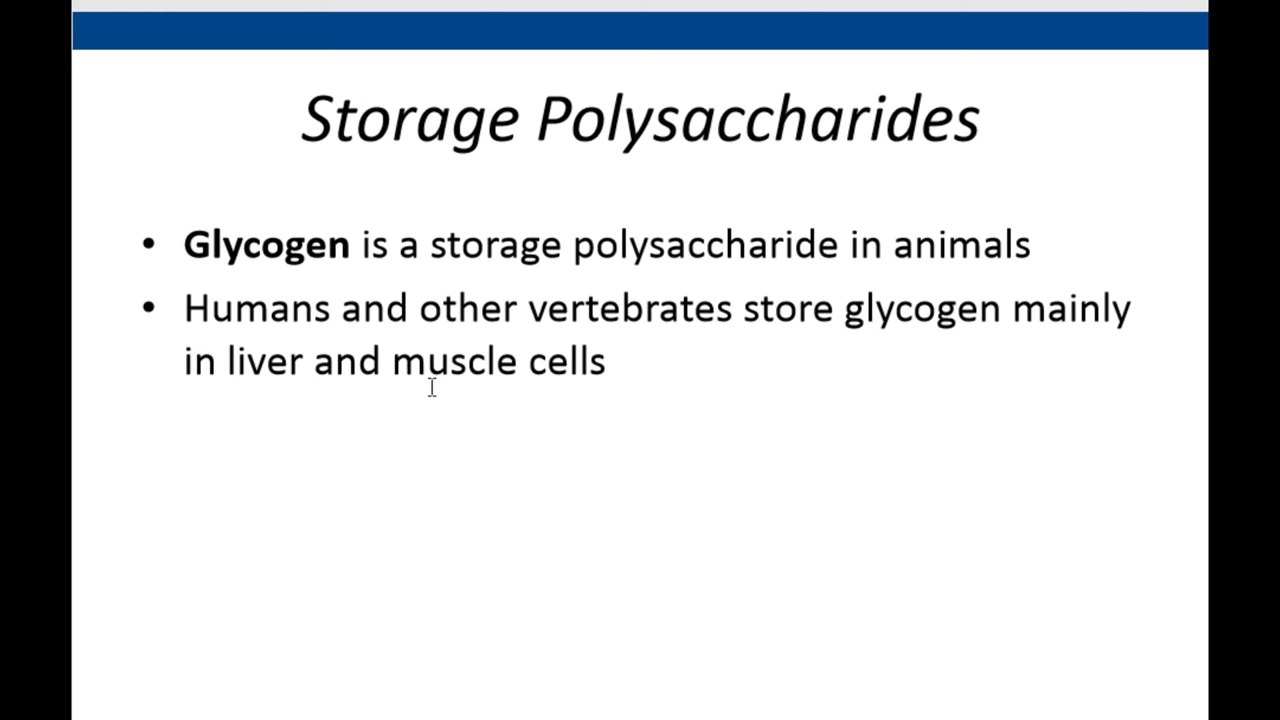 Storage Polysaccharides
• Glycogen is a storage polysaccharide in animals
• Humans and other vertebrates store glycogen mainly
in liver and muscle cells